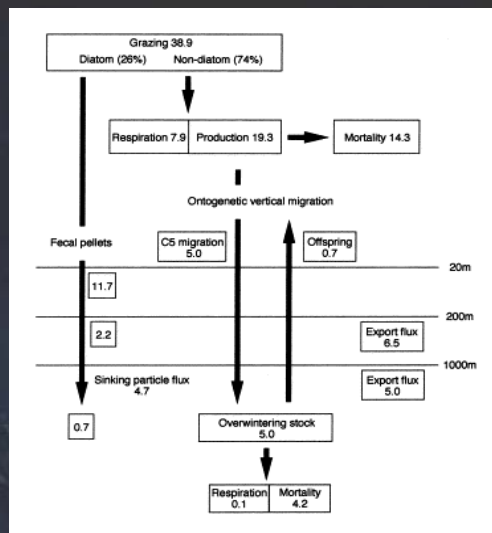 Grazing 38.9
Diatom (26%) Non-diatom (74%)
Respiration 7.9 Production 19.3 Mortality 14.3
Ontogenetic vertical migration
Fecal pellets C5 migration Offspring
5.0 0.7
20m
11.7
200m
2.2 Export flux
6.5
1000m
Sinking particle flux Export flux
4.7 5.0
0.7 Overwintering stock
5.0
Respiration Mortality
0.1 4.2